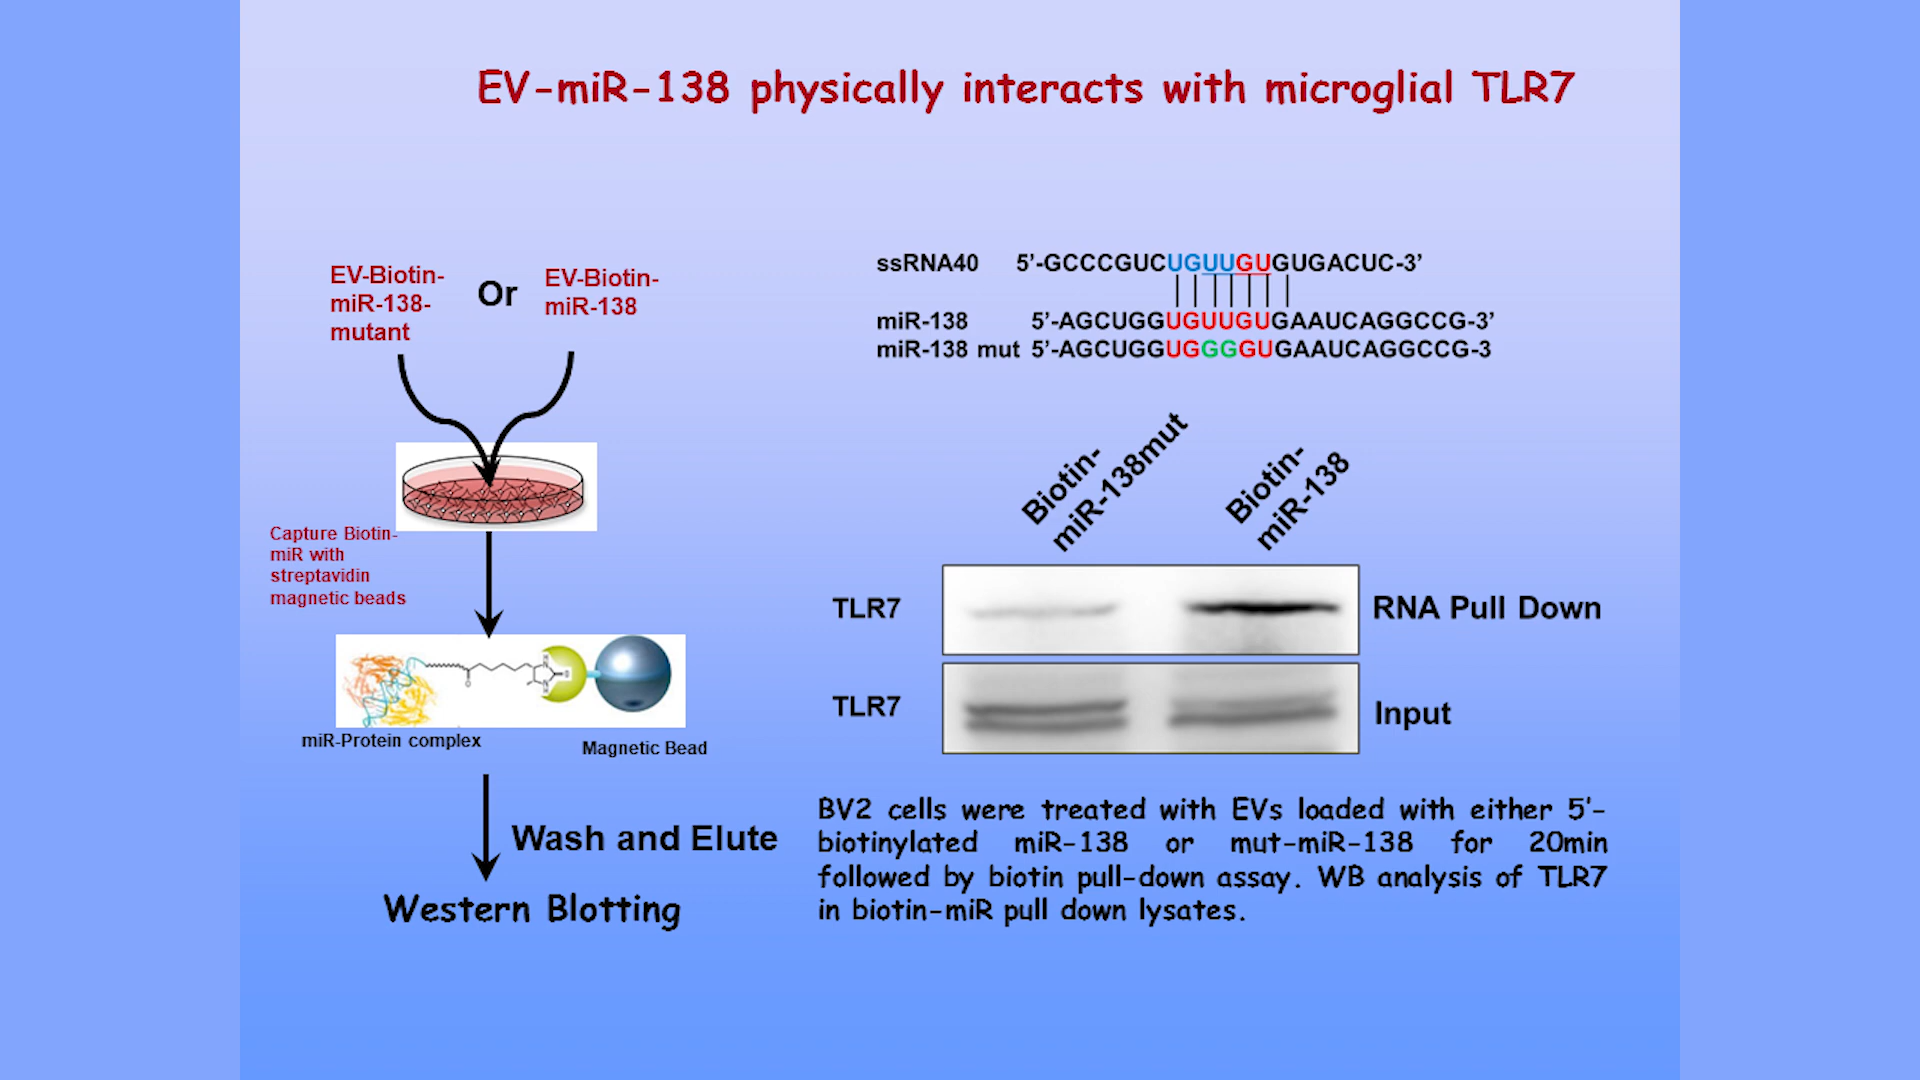 EV-miR-138 physically interacts with microglial TLR7
EV-Biotin-
miR-138-
mutant
Or
EV-Biotin-
miR-138
Capture Biotin-
miR with
streptavidin
magnetic beads
miR-Protein complex
Magnetic Bead
Wash and Elute
Western Blotting
ssRNA40 5’-GCCCGUCUGUUGUGUGACUC-3’
miR-138 5’-AGCUGGUGUUGUGAAUCAGGCCG-3’
miR-138 mut 5’-AGCUGGUGGGGUGAAUCAGGCCG-3
Biotin-
miR-138mut
Biotin-
miR-138
TLR7
RNA Pull Down
TLR7
Input
BV2 cells were treated with EVs loaded with either 5’-
biotinylated miR-138 or mut-miR-138 for 20min
followed by biotin pull-down assay. WB analysis of TLR7
in biotin-miR pull down lysates.